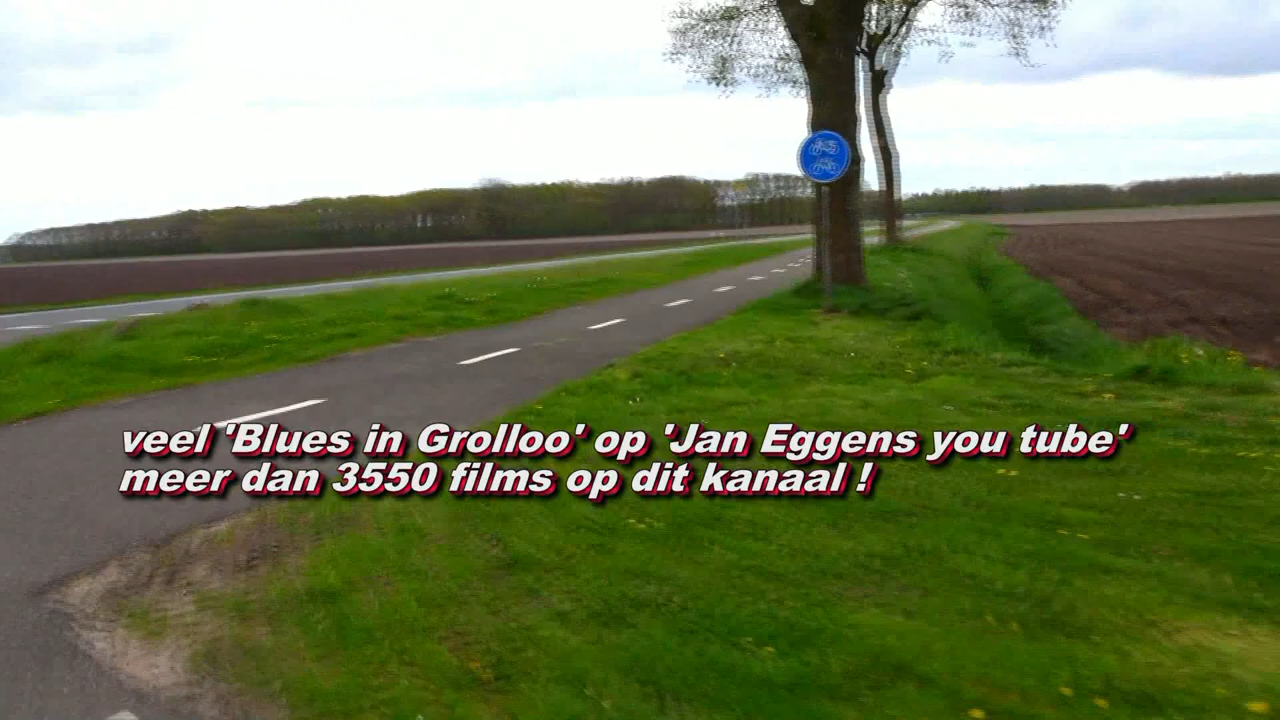 veel 'Blues in Grolloo' op 'Jan Eggens you tube'
meer dan 3550 films op dit kanaal !